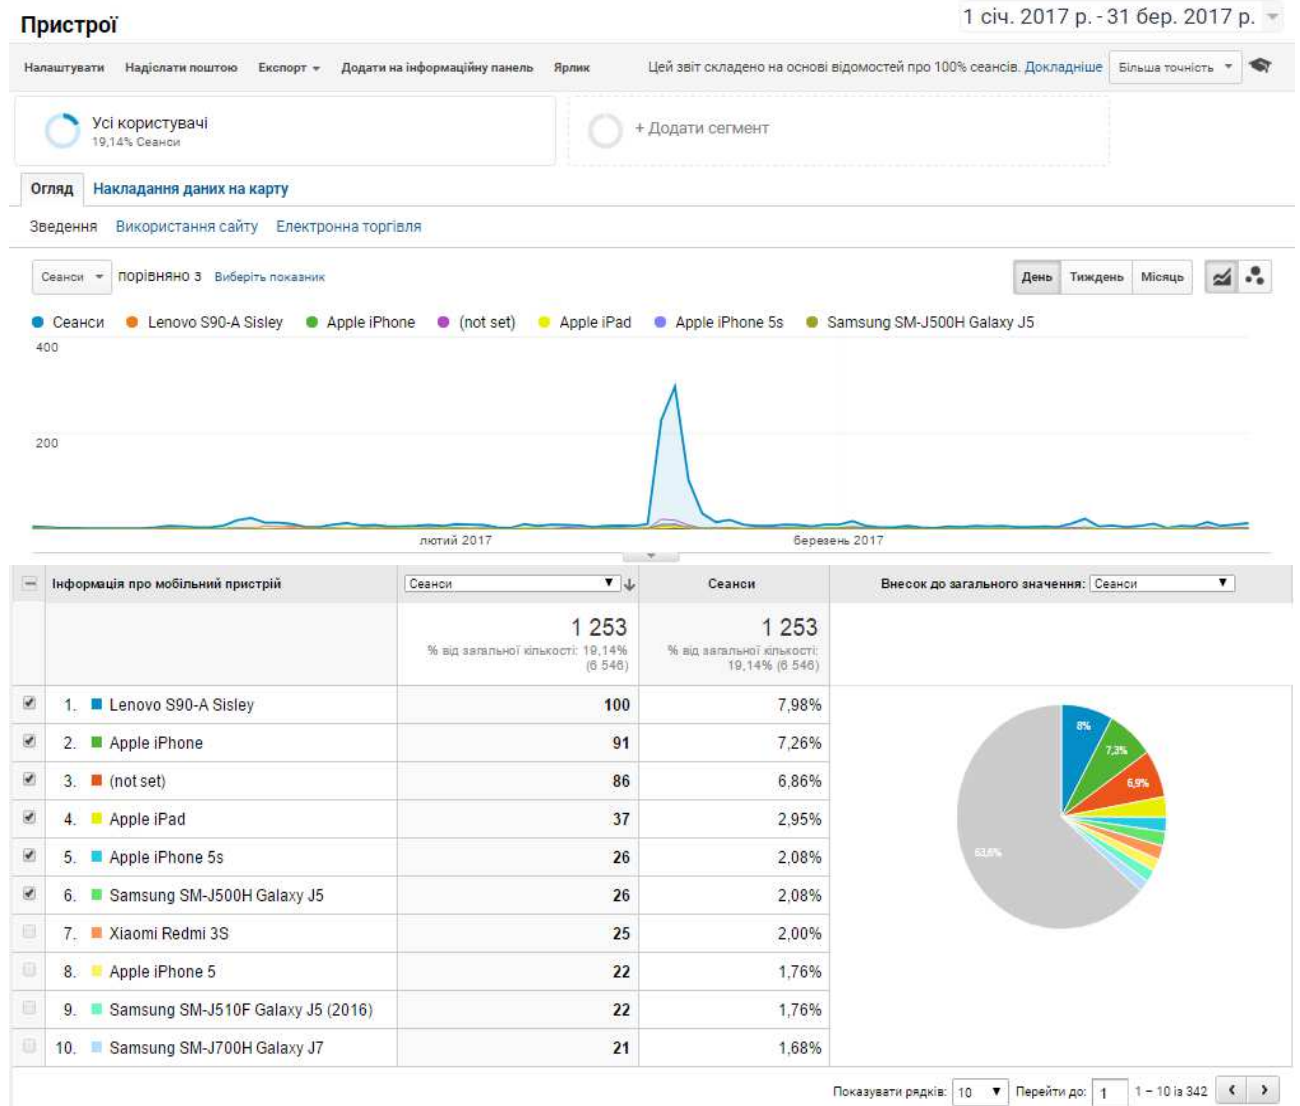 Пристрої
1 січ. 2017 р. - 31 бер. 2017 р.
Налаштувати Надіслати поштою Експорт Додати на інформаційну панель Ярлик Цей звіт складено на основі відомостей про 100% сеансів. Докладніше Більша точність
Усі користувачі
19,14% Сеанси
+ Додати сегмент
Огляд Накладання даних на карту
Зведення Використання сайту Електронна торгівля
Сеанси порівняно з Виберіть показник День Тиждень Місяць
Сеанси Lenovo S90-A Sisley Apple iPhone (not set) Apple iPad Apple iPhone 5s Samsung SM-J500H Galaxy J5
400
200
лютий 2017 березень 2017
Інформація про мобільний пристрій Сеанси Сеанси Внесок до загального значення: Сеанси
1 253 1 253
% від загальної кількості: 19,14% (6 546) % від загальної кількості: 19,14% (6 546)
1. Lenovo S90-A Sisley 100 7,98%
2. Apple iPhone 91 7,26%
3. (not set) 86 6,86%
4. Apple iPad 37 2,95%
5. Apple iPhone 5s 26 2,08%
6. Samsung SM-J500H Galaxy J5 26 2,08%
7. Xiaomi Redmi 3S 25 2,00%
8. Apple iPhone 5 22 1,76%
9. Samsung SM-J510F Galaxy J5 (2016) 22 1,76%
10. Samsung SM-J700H Galaxy J7 21 1,68%
8%
7,3%
6,9%
63,6%
Показувати рядків: 10 Перейти до: 1 1 – 10 із 342